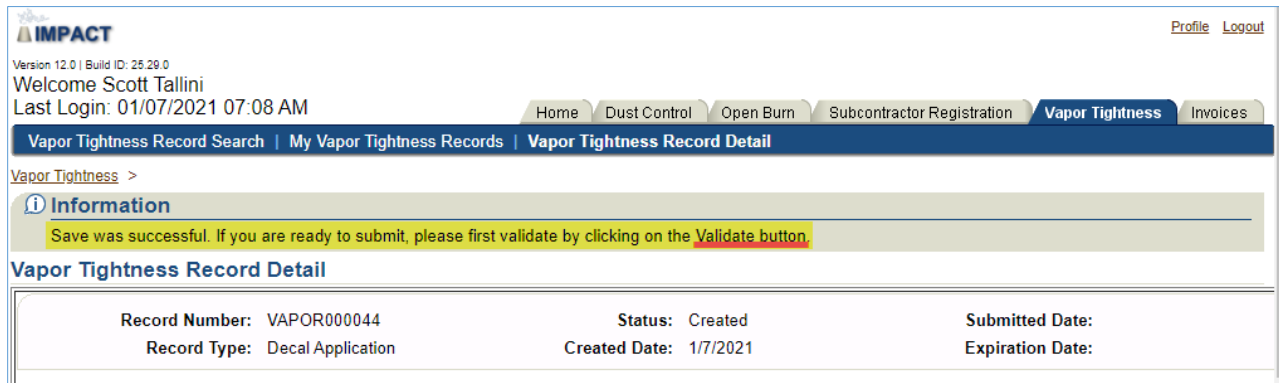 The
IMPACT
Profile Logout
Version 12.0 | Build ID: 25.29.0
Welcome Scott Tallini
Last Login: 01/07/2021 07:08 AM
Home Dust Control Open Burn Subcontractor Registration Vapor Tightness Invoices
Vapor Tightness Record Search | My Vapor Tightness Records | Vapor Tightness Record Detail
Vapor Tightness >
Information
Save was successful. If you are ready to submit, please first validate by clicking on the Validate button.
Vapor Tightness Record Detail
Record Number: VAPOR000044 Status: Created Submitted Date:
Record Type: Decal Application Created Date: 1/7/2021 Expiration Date: